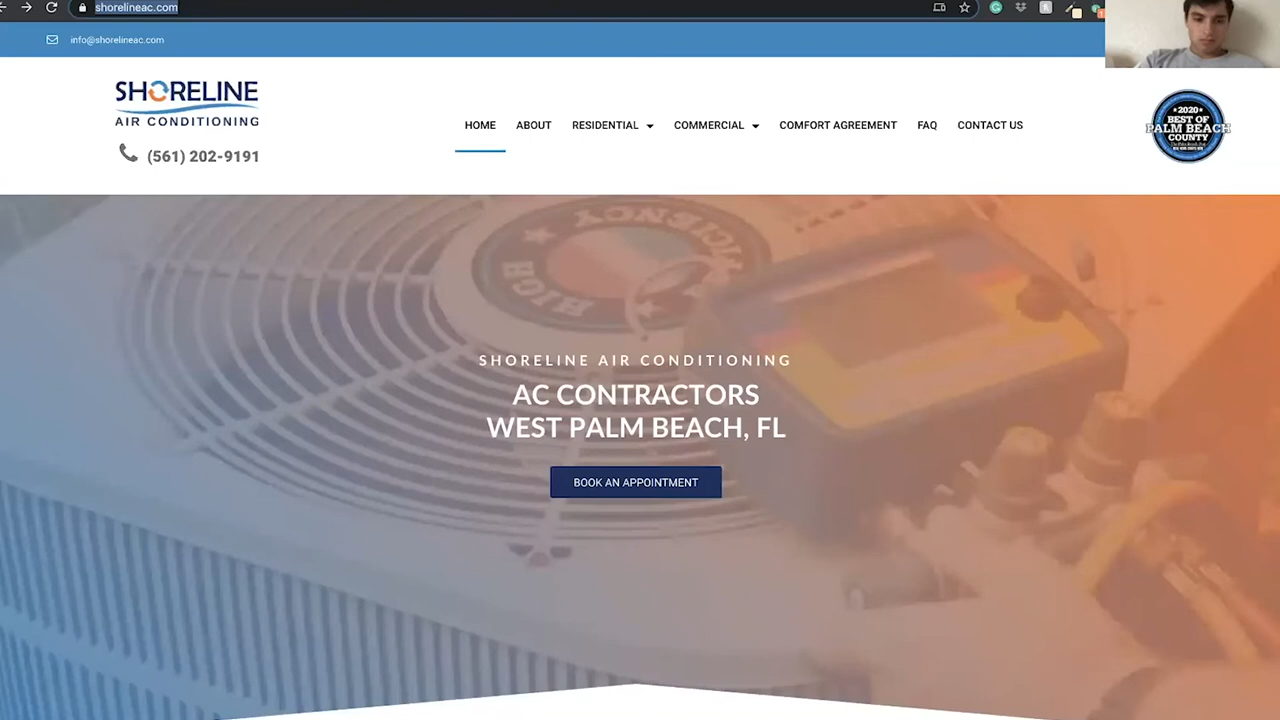 shorelineac.com
info@shorelineac.com
SHORELINE
AIR CONDITIONING
(561) 202-9191
HOME
ABOUT
RESIDENTIAL
COMMERCIAL
COMFORT AGREEMENT
FAQ
CONTACT US
★2020★
BEST OF
PALM BEACH
COUNTY
HIGH
SHORELINE AIR CONDITIONING
AC CONTRACTORS
WEST PALM BEACH, FL
BOOK AN APPOINTMENT